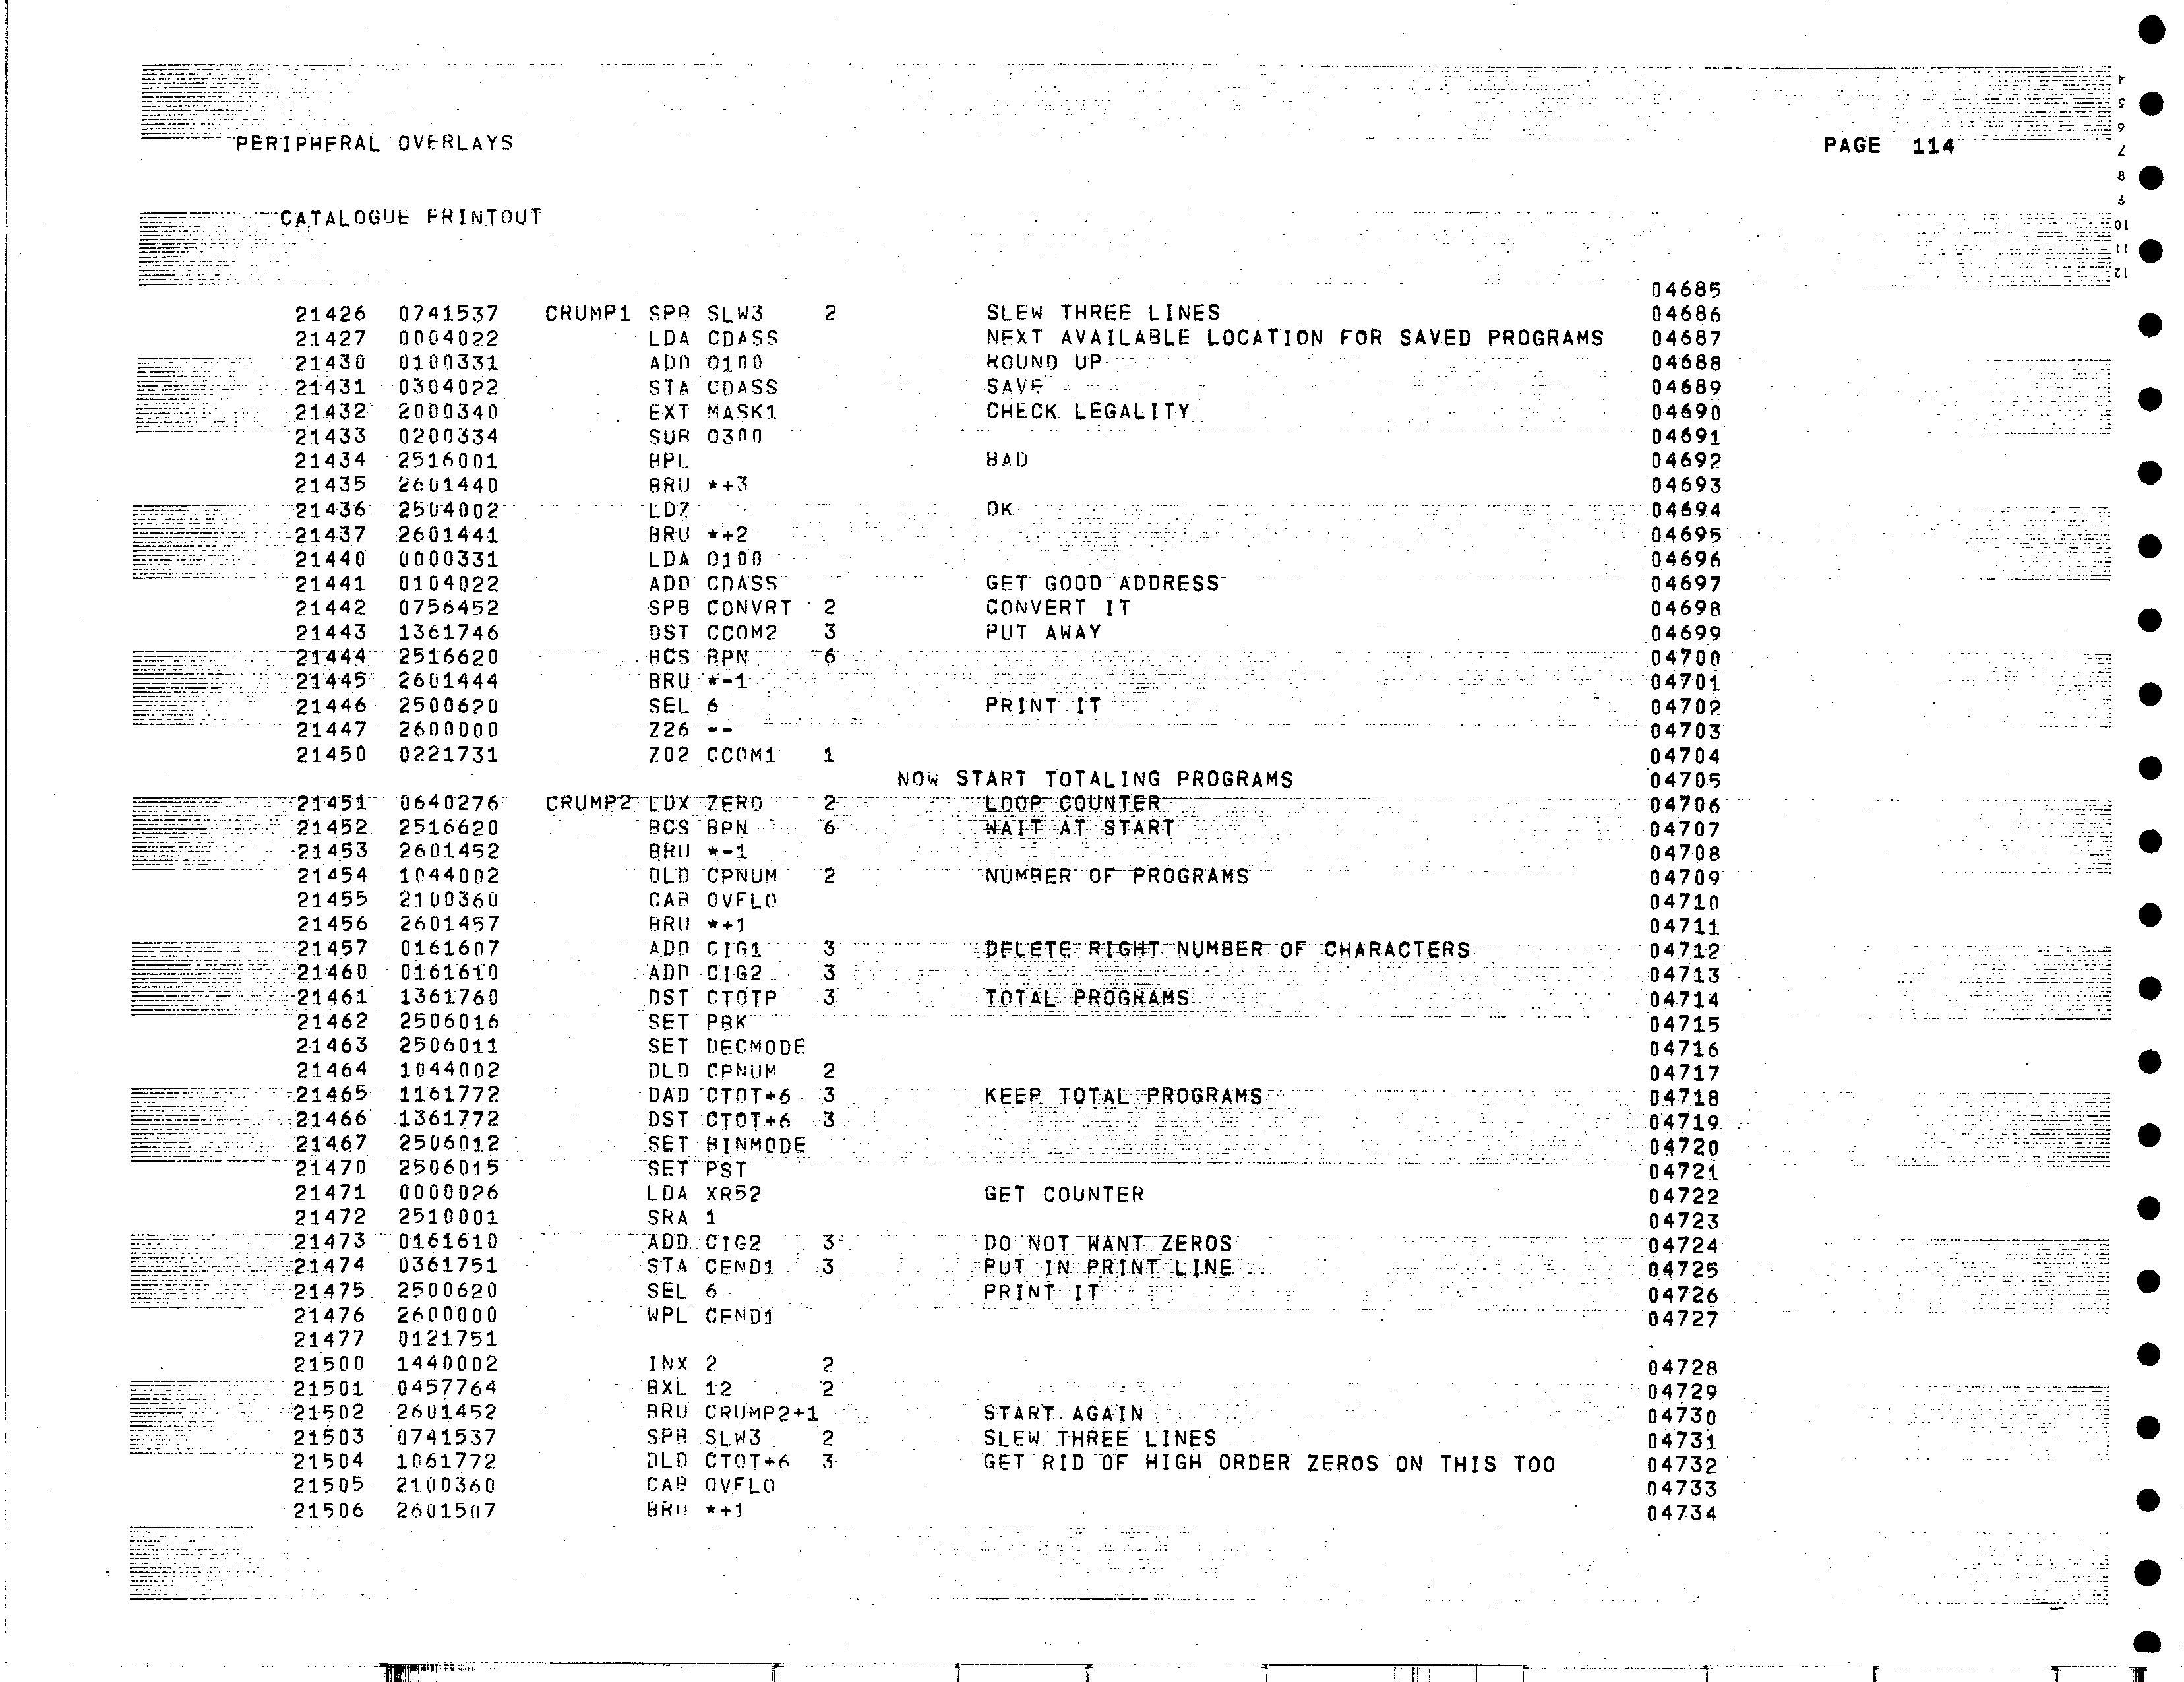 PERIPHERAL OVERLAYS PAGE 114
CATALOGUE PRINTOUT
04685
21426 0741537 CRUMP1 SPB SLW3 2 SLEW THREE LINES 04686
21427 0004022 LDA CDASS NEXT AVAILABLE LOCATION FOR SAVED PROGRAMS 04687
21430 0100331 ADD O100 ROUND UP 04688
21431 0304022 STA CDASS SAVE 04689
21432 2000340 EXT MASK1 CHECK LEGALITY 04690
21433 0200334 SUB O300 04691
21434 2516001 BPL BAD 04692
21435 2601440 BRU *+3 04693
21436 2504002 LDZ OK 04694
21437 2601441 BRU *+2 04695
21440 0000331 LDA O100 04696
21441 0104022 ADD CDASS GET GOOD ADDRESS 04697
21442 0756452 SPB CONVRT 2 CONVERT IT 04698
21443 1361746 DST CCOM2 3 PUT AWAY 04699
21444 2516620 BCS BPN 6 04700
21445 2601444 BRU *-1 04701
21446 2500620 SEL 6 PRINT IT 04702
21447 2600000 Z26 -- 04703
21450 0221731 Z02 CCOM1 1 04704
NOW START TOTALING PROGRAMS 04705
21451 0640276 CRUMP2 LDX ZERO 2 LOOP COUNTER 04706
21452 2516620 BCS BPN 6 WAIT AT START 04707
21453 2601452 BRU *-1 04708
21454 1044002 DLD CPNUM 2 NUMBER OF PROGRAMS 04709
21455 2100360 CAB OVFLO 04710
21456 2601457 BRU *+1 04711
21457 0161607 ADD CIG1 3 DELETE RIGHT NUMBER OF CHARACTERS 04712
21460 0161610 ADD CIG2 3 04713
21461 1361760 DST CTOTP 3 TOTAL PROGRAMS 04714
21462 2506016 SET PBK 04715
21463 2506011 SET DECMODE 04716
21464 1044002 DLD CPNUM 2 04717
21465 1161772 DAD CTOT+6 3 KEEP TOTAL PROGRAMS 04718
21466 1361772 DST CTOT+6 3 04719
21467 2506012 SET BINMODE 04720
21470 2506015 SET PST 04721
21471 0000026 LDA XR52 GET COUNTER 04722
21472 2510001 SRA 1 04723
21473 0161610 ADD CIG2 3 DO NOT WANT ZEROS 04724
21474 0361751 STA CEND1 3 PUT IN PRINT LINE 04725
21475 2500620 SEL 6 PRINT IT 04726
21476 2600000 WPL CEND1 04727
21477 0121751
21500 1440002 INX 2 2 04728
21501 0457764 BXL 12 2 04729
21502 2601452 BRU CRUMP2+1 START AGAIN 04730
21503 0741537 SPB SLW3 2 SLEW THREE LINES 04731
21504 1061772 DLD CTOT+6 3 GET RID OF HIGH ORDER ZEROS ON THIS TOO 04732
21505 2100360 CAB OVFLO 04733
21506 2601507 BRU *+1 04734
4
5
6
7
8
9
10
11
12